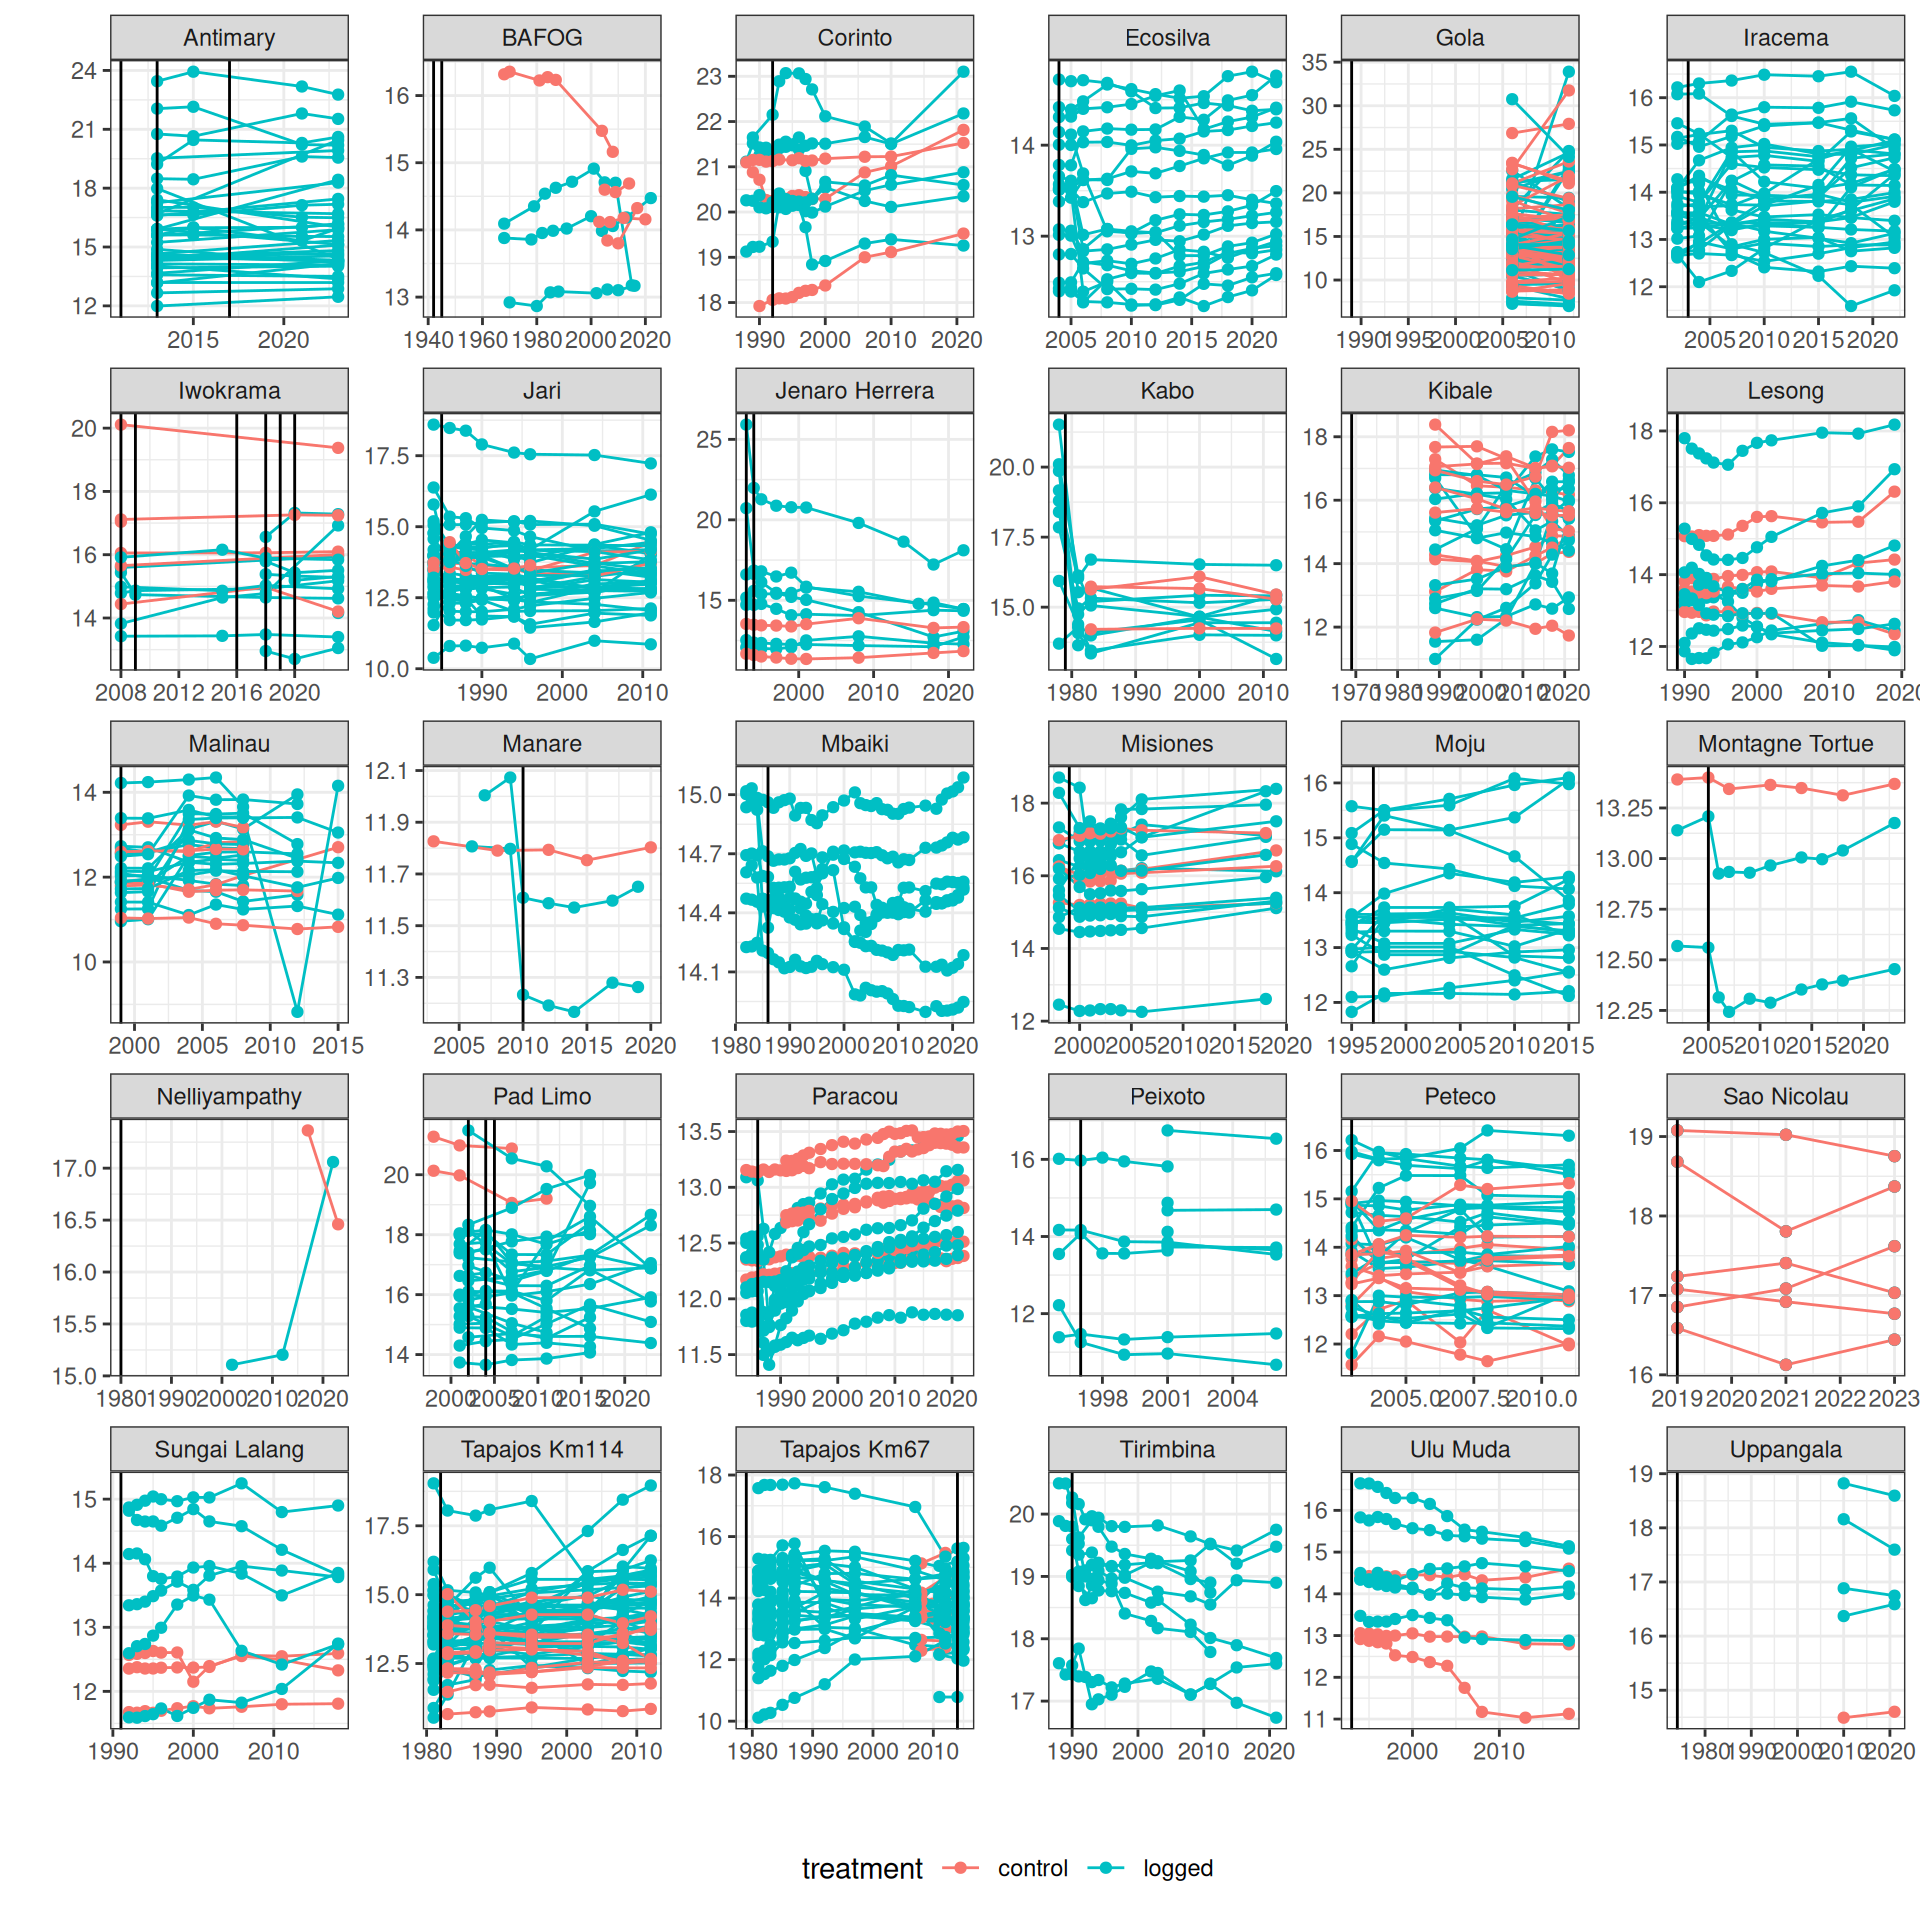 Antimary BAFOG Corinto Ecosilva Gola Iracema
24 21 18 15 12
16 15 14 13
23 22 21 20 19 18
14 13
35 30 25 20 15 10
16 15 14 13 12
2015 2020
1940 1960 1980 2000 2020
1990 2000 2010 2020
2005 2010 2015 2020
1990 1995 2000 2005 2010
2005 2010 2015 2020
Iwokrama Jari Jenaro Herrera Kabo Kibale Lesong
20 18 16 14
17.5 15.0 12.5 10.0
25 20 15
20.0 17.5 15.0
18 16 14 12
18 16 14 12
2008 2012 2016 2020
1990 2000 2010
2000 2010 2020
1980 1990 2000 2010
1970 1980 1990 2000 2010 2020
1990 2000 2010 202
Malinau Manare Mbaiki Misiones Moju Montagne Tortue
14 12 10
12.1 11.9 11.7 11.5 11.3
15.0 14.7 14.4 14.1
18 16 14 12
16 15 14 13 12
13.25 13.00 12.75 12.50 12.25
2000 2005 2010 2015
2005 2010 2015 2020
1980 1990 2000 2010 2020
2000 2005 2010 2015 2020
1995 2000 2005 2010 2015
2005 2010 2015 2020
Nelliyampathy Pad Limo Paracou Peixoto Peteco Sao Nicolau
17.0 16.5 16.0 15.5 15.0
20 18 16 14
13.5 13.0 12.5 12.0 11.5
16 14 12
16 15 14 13 12
19 18 17 16
1980 1990 2000 2010 2020
2000 2005 2010 2015 2020
1990 2000 2010 2020
1998 2001 2004
2005.0 2007.5 2010.0
2019 2020 2021 2022 2023
Sungai Lalang Tapajos Km114 Tapajos Km67 Tirimbina Ulu Muda Uppangala
15 14 13 12
17.5 15.0 12.5
18 16 14 12 10
20 19 18 17
16 15 14 13 12 11
19 18 17 16 15
1990 2000 2010
1980 1990 2000 2010
1980 1990 2000 2010
1990 2000 2010 2020
2000 2010
1980 1990 2000 2010 2020
treatment control logged